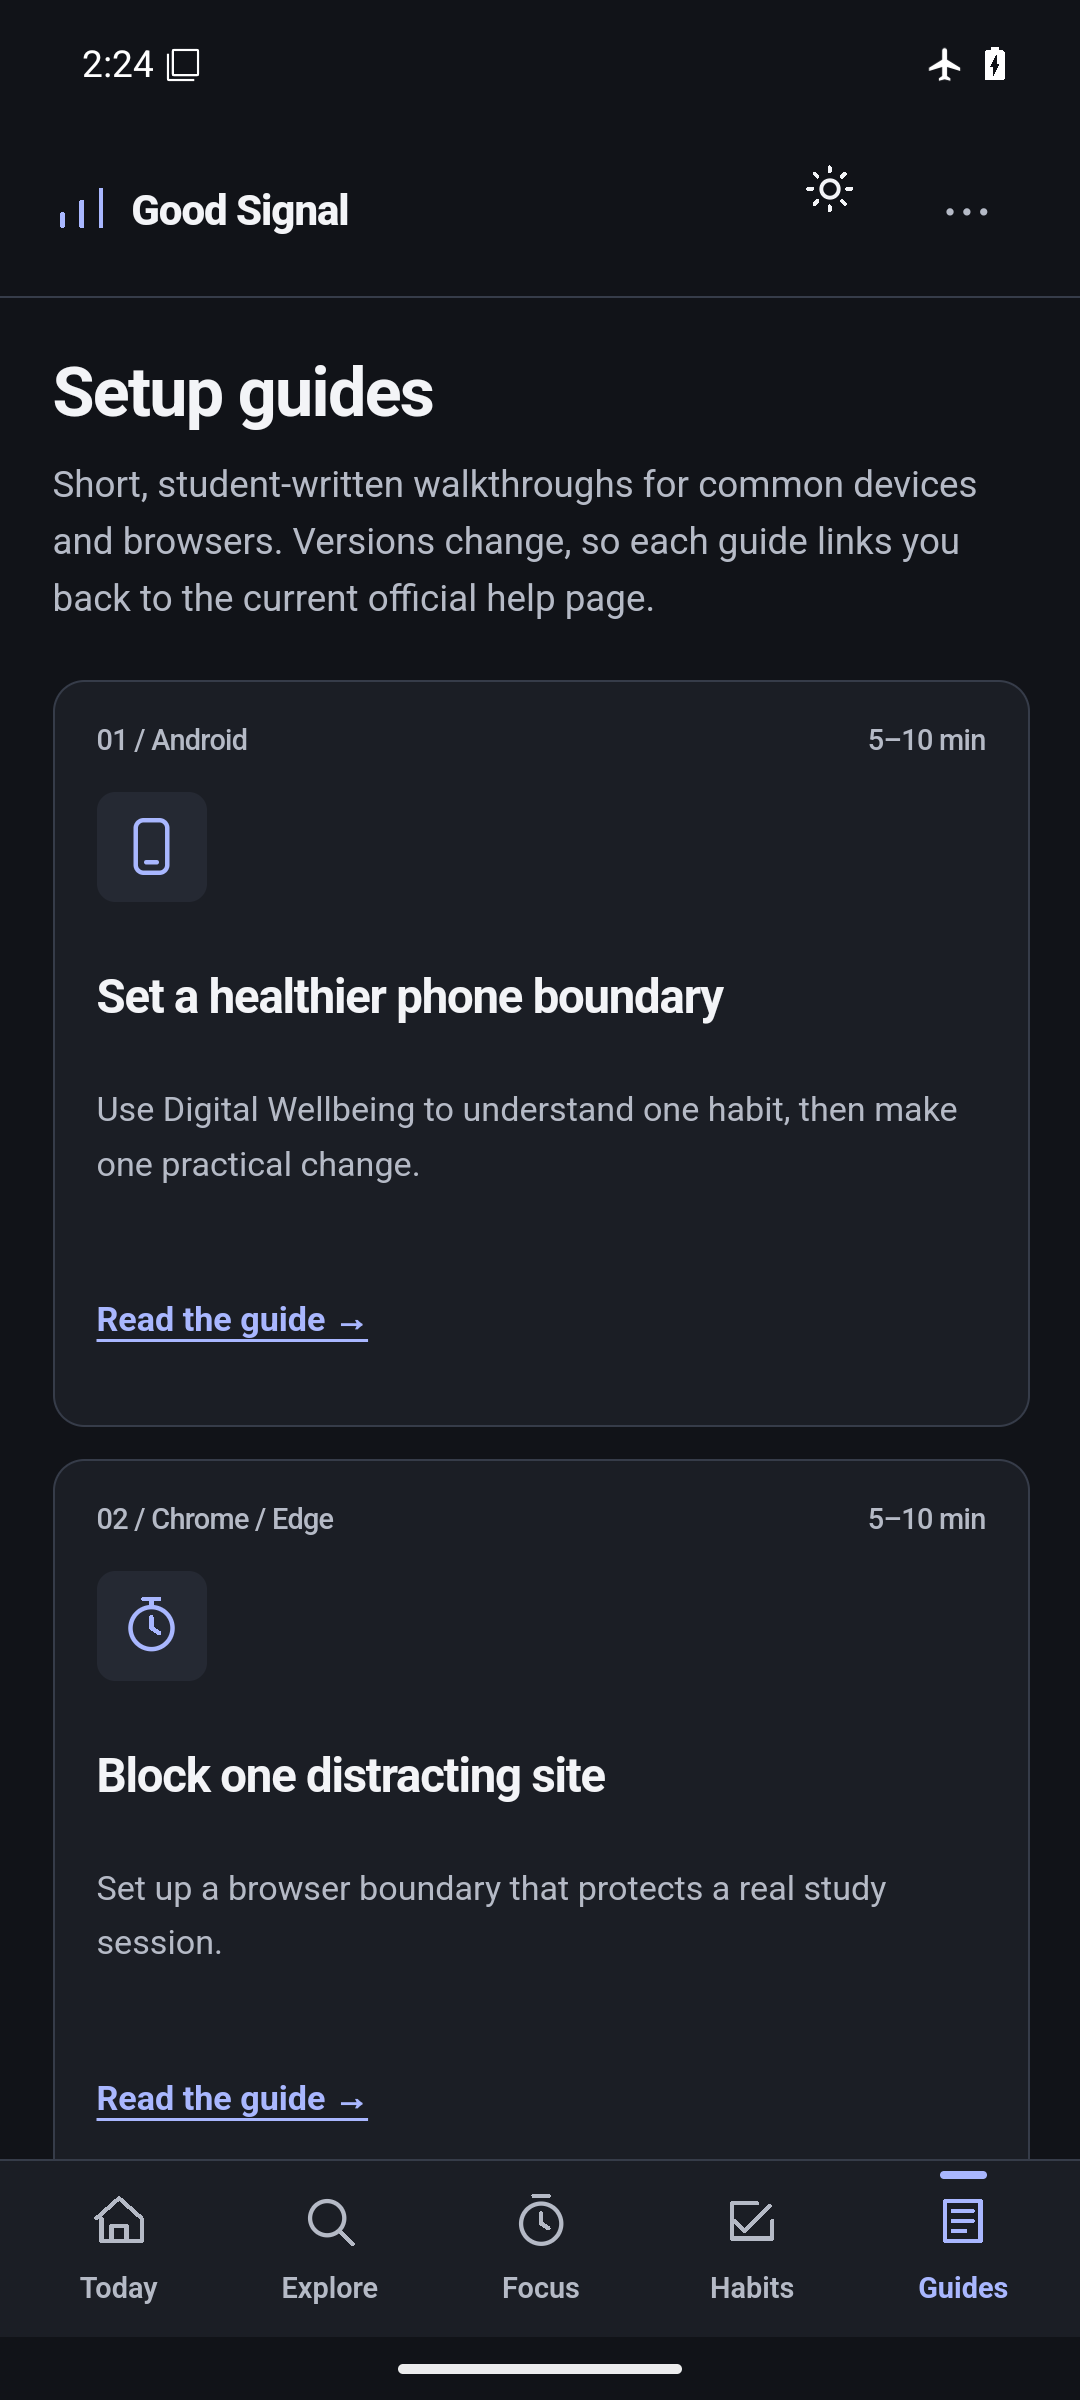 2:24
Good Signal
Setup guides
Short, student-written walkthroughs for common devices
and browsers. Versions change, so each guide links you
back to the current official help page.
01 / Android
5–10 min
Set a healthier phone boundary
Use Digital Wellbeing to understand one habit, then make
one practical change.
Read the guide →
02 / Chrome / Edge
5–10 min
Block one distracting site
Set up a browser boundary that protects a real study
session.
Read the guide →
Today
Explore
Focus
Habits
Guides